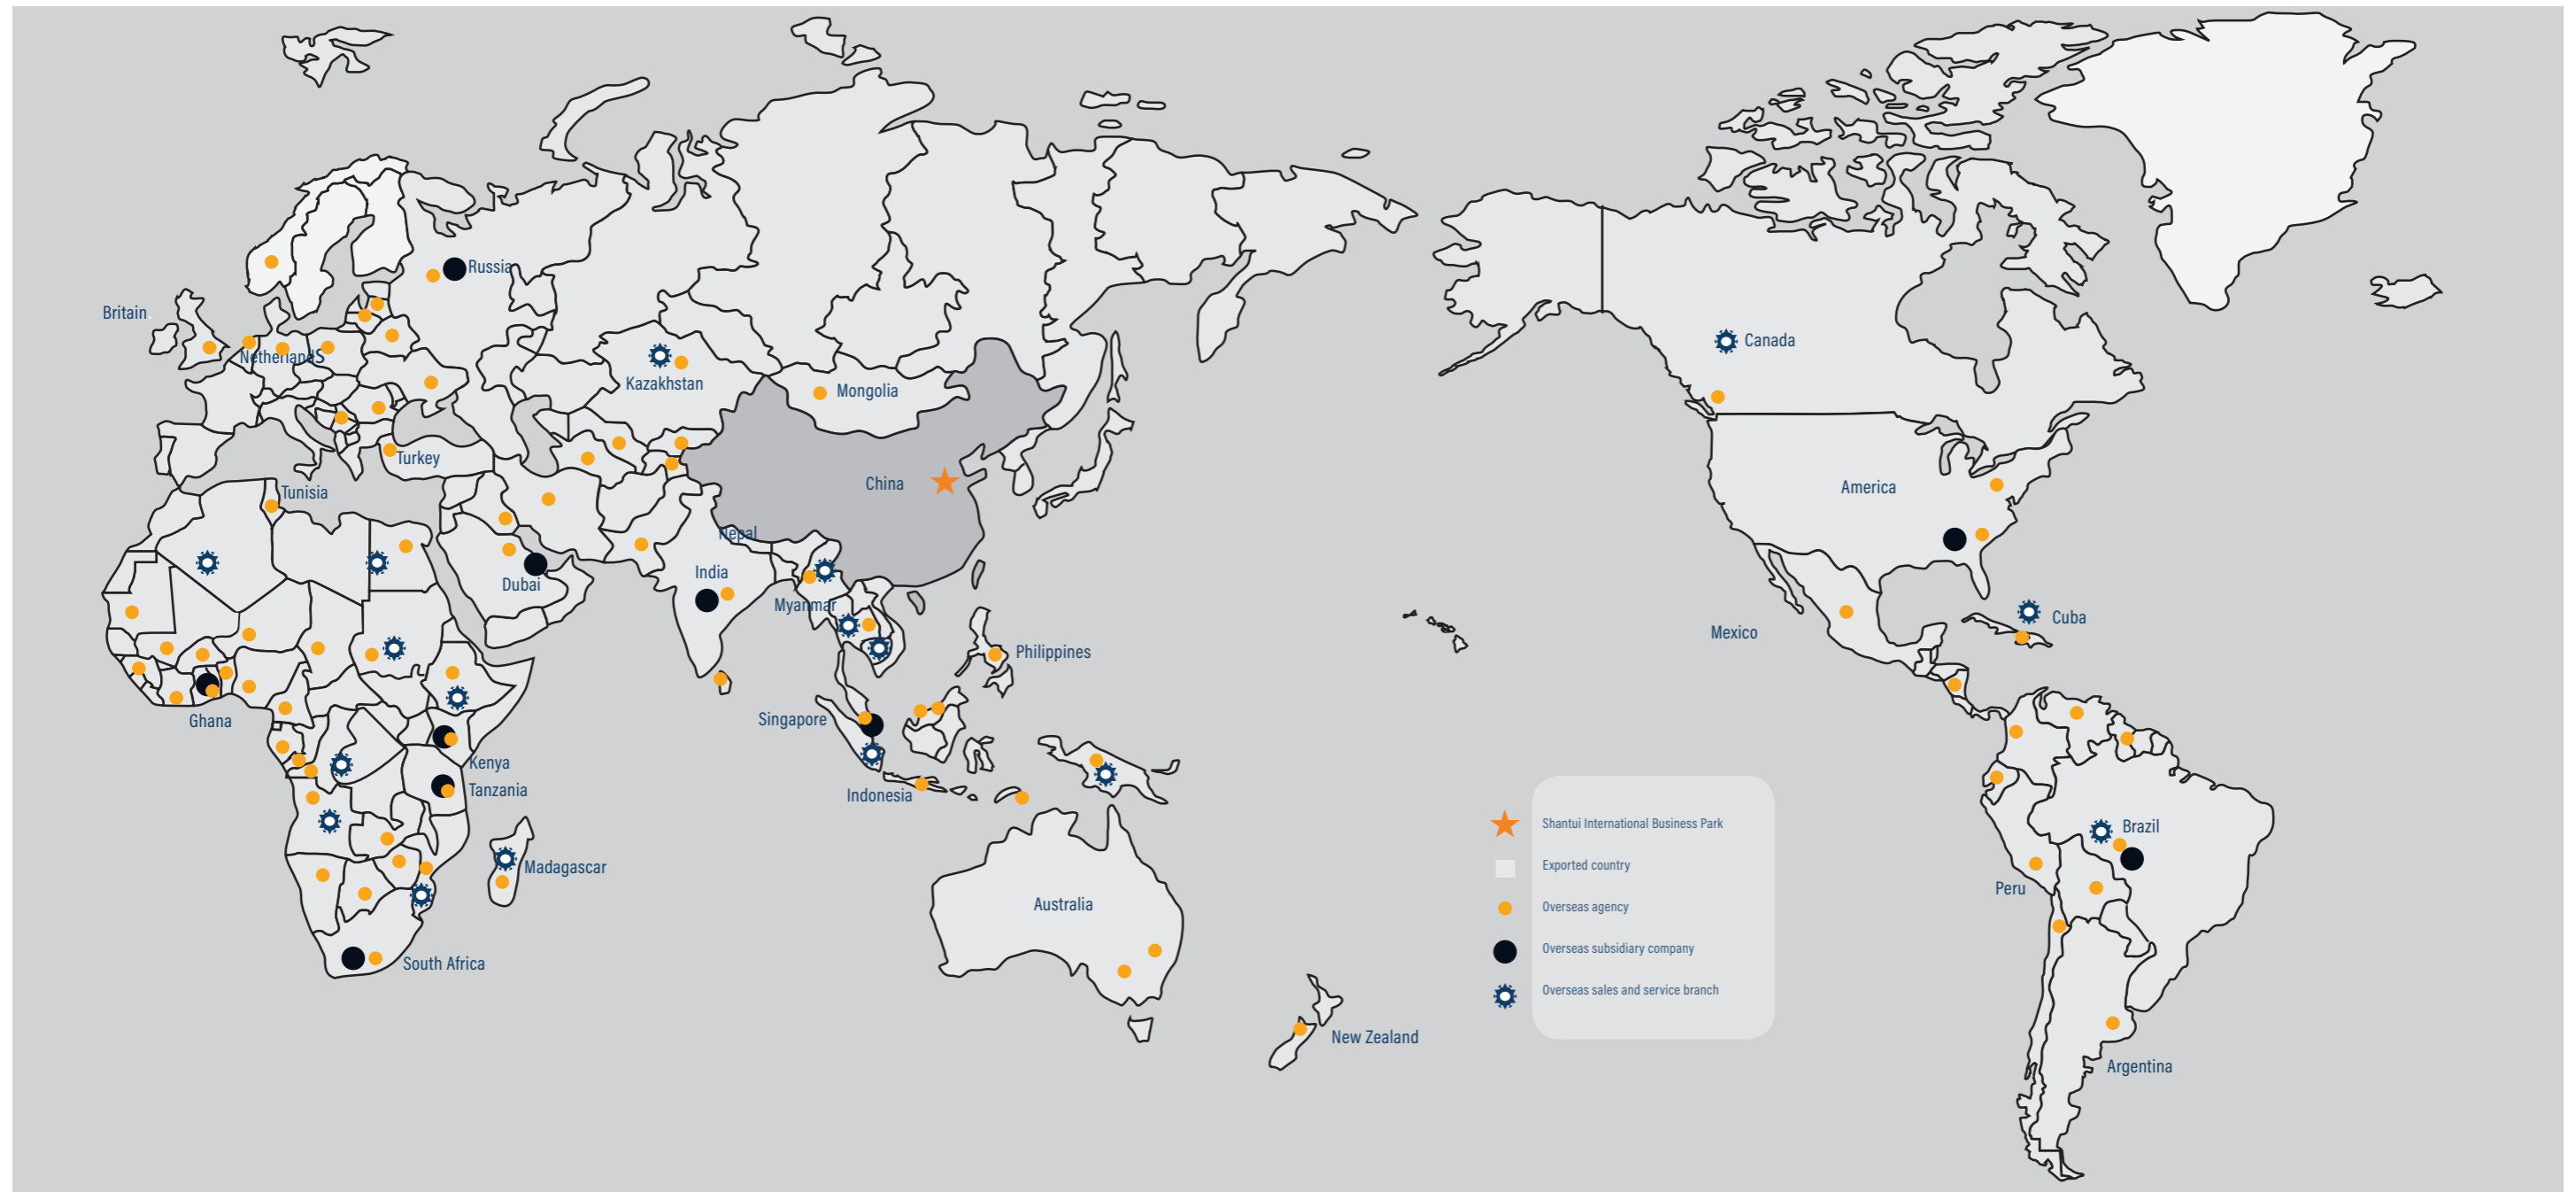 Russia
Britain
Canada
NetherlandS
Kazakhstan
Mongolia
Turkey
China
America
Tunisia
Nepal
India
Dubai
Myanmar
Cuba
Mexico
Philippines
Ghana
Singapore
Kenya
Tanzania
Indonesia
Shantui International Business Park
Brazil
Exported country
Madagascar
Peru
Australia
Overseas agency
Overseas subsidiary company
South Africa
Overseas sales and service branch
New Zealand
Argentina